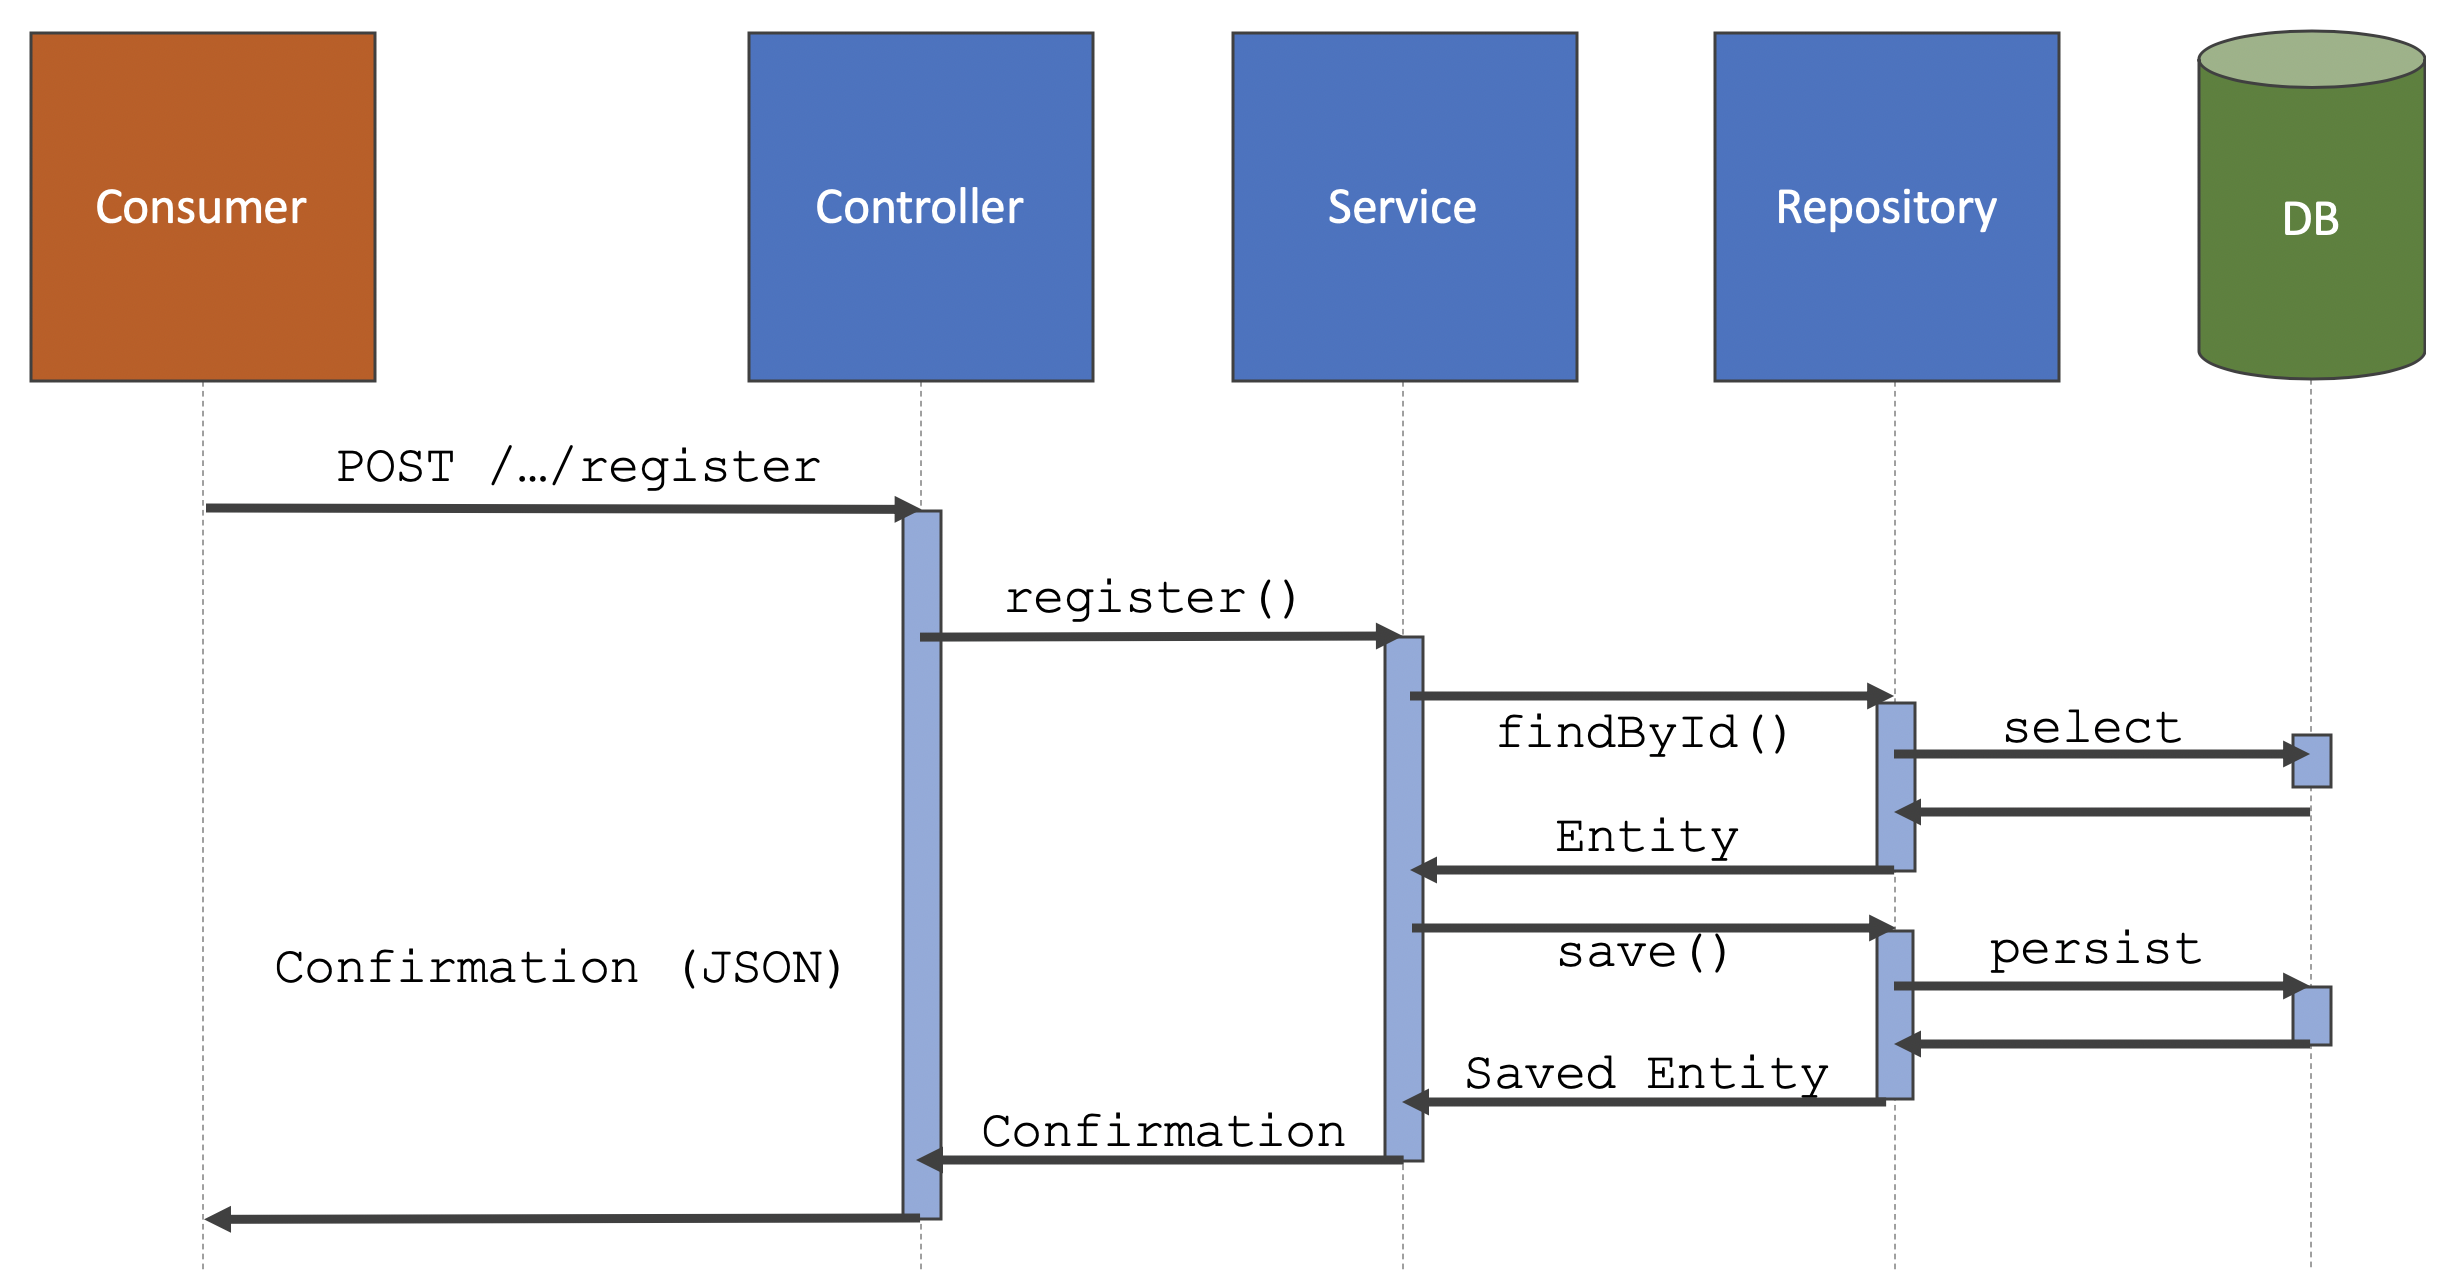 Consumer
Controller
Service
Repository
DB
POST /…/register
register()
findById()
select
Entity
save()
persist
Confirmation (JSON)
Saved Entity
Confirmation